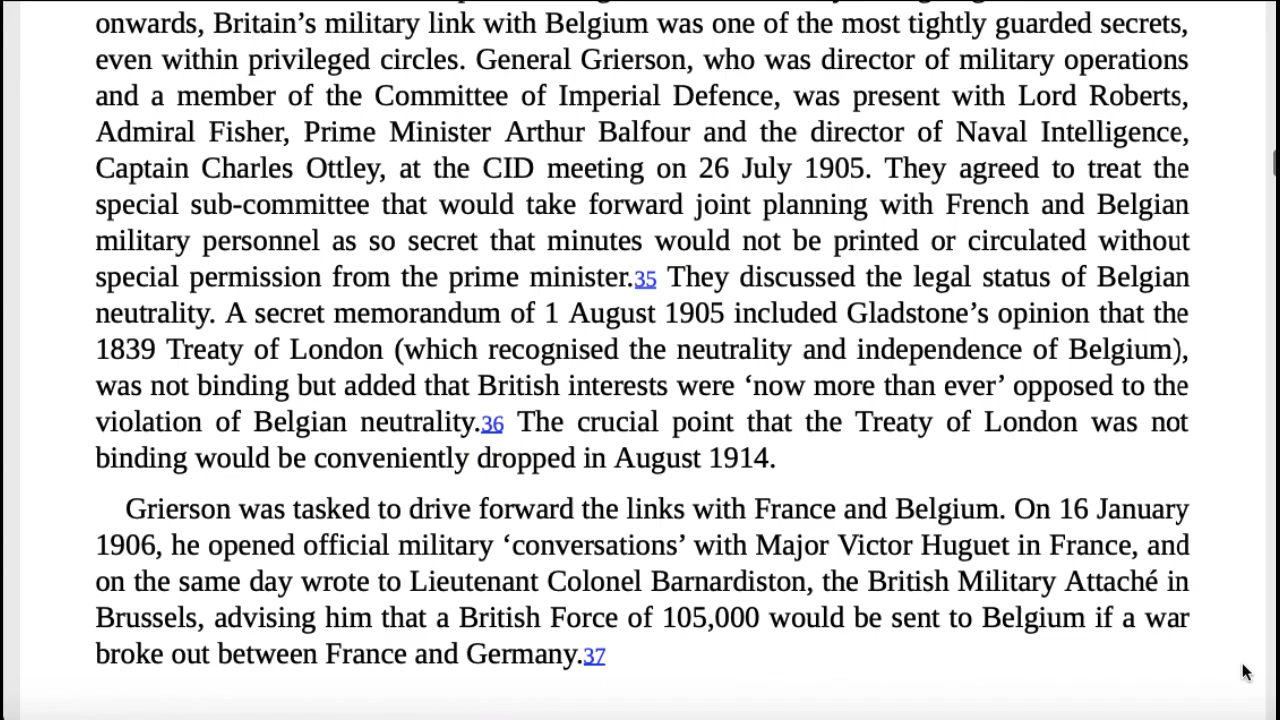 onwards, Britain’s military link with Belgium was one of the most tightly guarded secrets,
even within privileged circles. General Grierson, who was director of military operations
and a member of the Committee of Imperial Defence, was present with Lord Roberts,
Admiral Fisher, Prime Minister Arthur Balfour and the director of Naval Intelligence,
Captain Charles Ottley, at the CID meeting on 26 July 1905. They agreed to treat the
special sub-committee that would take forward joint planning with French and Belgian
military personnel as so secret that minutes would not be printed or circulated without
special permission from the prime minister.35 They discussed the legal status of Belgian
neutrality. A secret memorandum of 1 August 1905 included Gladstone’s opinion that the
1839 Treaty of London (which recognised the neutrality and independence of Belgium),
was not binding but added that British interests were ‘now more than ever’ opposed to the
violation of Belgian neutrality.36 The crucial point that the Treaty of London was not
binding would be conveniently dropped in August 1914.
Grierson was tasked to drive forward the links with France and Belgium. On 16 January
1906, he opened official military ‘conversations’ with Major Victor Huguet in France, and
on the same day wrote to Lieutenant Colonel Barnardiston, the British Military Attaché in
Brussels, advising him that a British Force of 105,000 would be sent to Belgium if a war
broke out between France and Germany.37